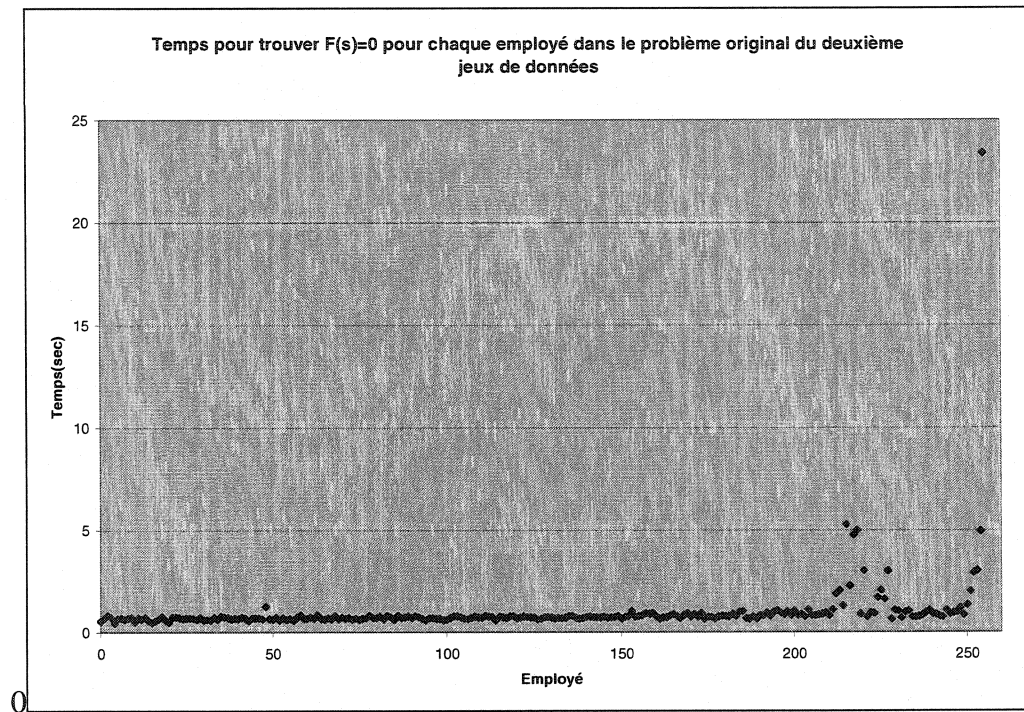 Temps pour trouver F(s)=0 pour chaque employé dans le problème original du deuxième
jeux de données
25
20
15
10
5
0
Temps(sec)
0 50 100 150 200 250
Employé
0